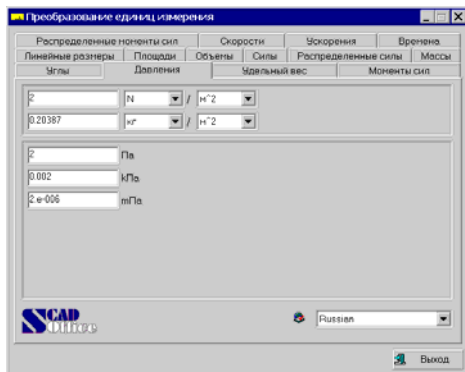 Преобразование единиц измерения
Распределенные моменты сил Скорости Ускорения Времена
Линейные размеры Площади Объемы Силы Распределенные силы Массы
Углы Давления Удельный вес Моменты сил
2 N / м^2
0.20387 кг / м^2
2 Па
0.002 кПа
2.e-006 мПа
SCAD Office Russian
Выход